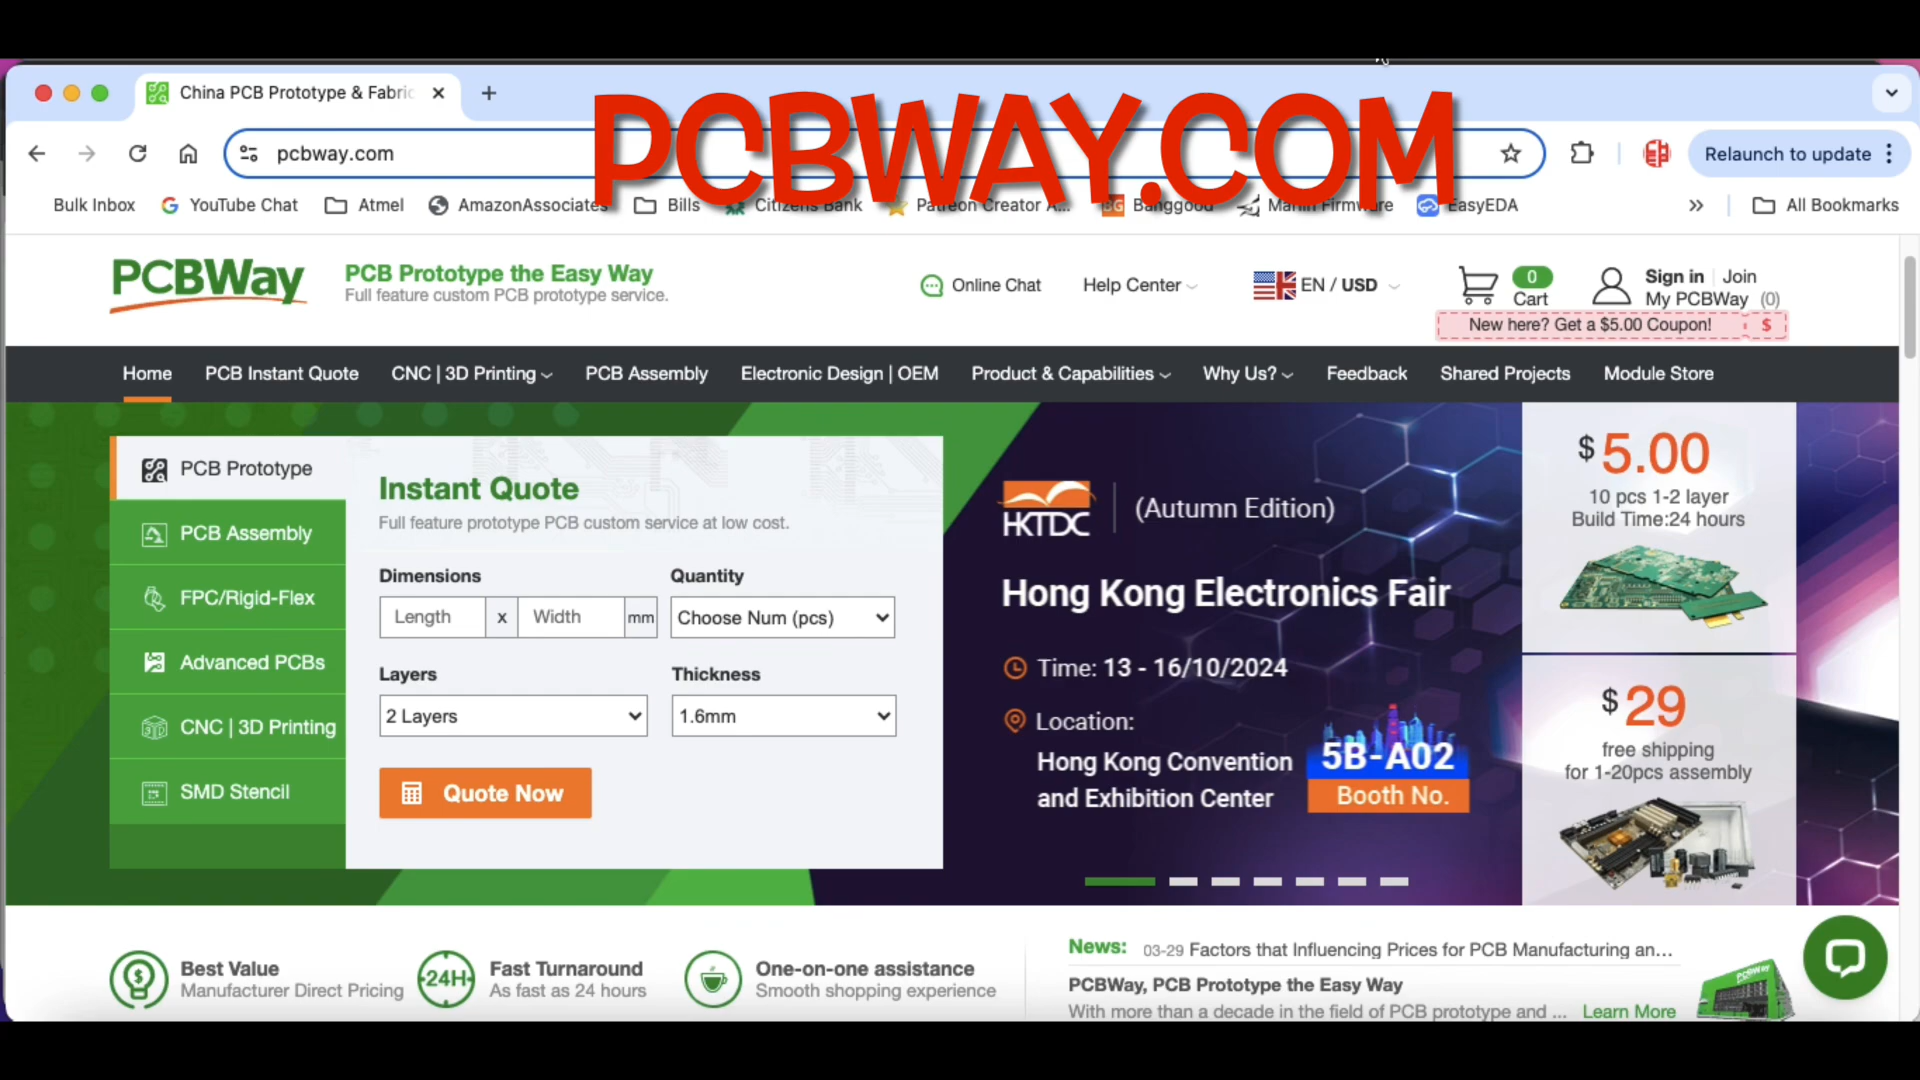 China PCB Prototype & Fabric
PCBWAY.COM
pcbway.com
Relaunch to update
Bulk Inbox
YouTube Chat
Atmel
AmazonAssociates
Bills
Citizens Bank
Patreon Creator A...
Banggood
Marlin Firmware
EasyEDA
All Bookmarks
PCBWay
PCB Prototype the Easy Way
Full feature custom PCB prototype service.
Online Chat
Help Center
EN / USD
0
Cart
Sign in | Join
My PCBWay (0)
New here? Get a $5.00 Coupon! $
Home
PCB Instant Quote
CNC | 3D Printing
PCB Assembly
Electronic Design | OEM
Product & Capabilities
Why Us?
Feedback
Shared Projects
Module Store
PCB Prototype
PCB Assembly
FPC/Rigid-Flex
Advanced PCBs
CNC | 3D Printing
SMD Stencil
Instant Quote
Full feature prototype PCB custom service at low cost.
Dimensions
Quantity
Length x Width mm
Choose Num (pcs)
Layers
Thickness
2 Layers
1.6mm
Quote Now
HKTDC
(Autumn Edition)
Hong Kong Electronics Fair
Time: 13 - 16/10/2024
Location:
Hong Kong Convention
and Exhibition Center
5B-A02
Booth No.
$5.00
10 pcs 1-2 layer
Build Time:24 hours
$29
free shipping
for 1-20pcs assembly
Best Value
Manufacturer Direct Pricing
24H
Fast Turnaround
As fast as 24 hours
One-on-one assistance
Smooth shopping experience
News:
03-29 Factors that Influencing Prices for PCB Manufacturing an...
PCBWay, PCB Prototype the Easy Way
With more than a decade in the field of PCB prototype and ...
Learn More
PCBWay